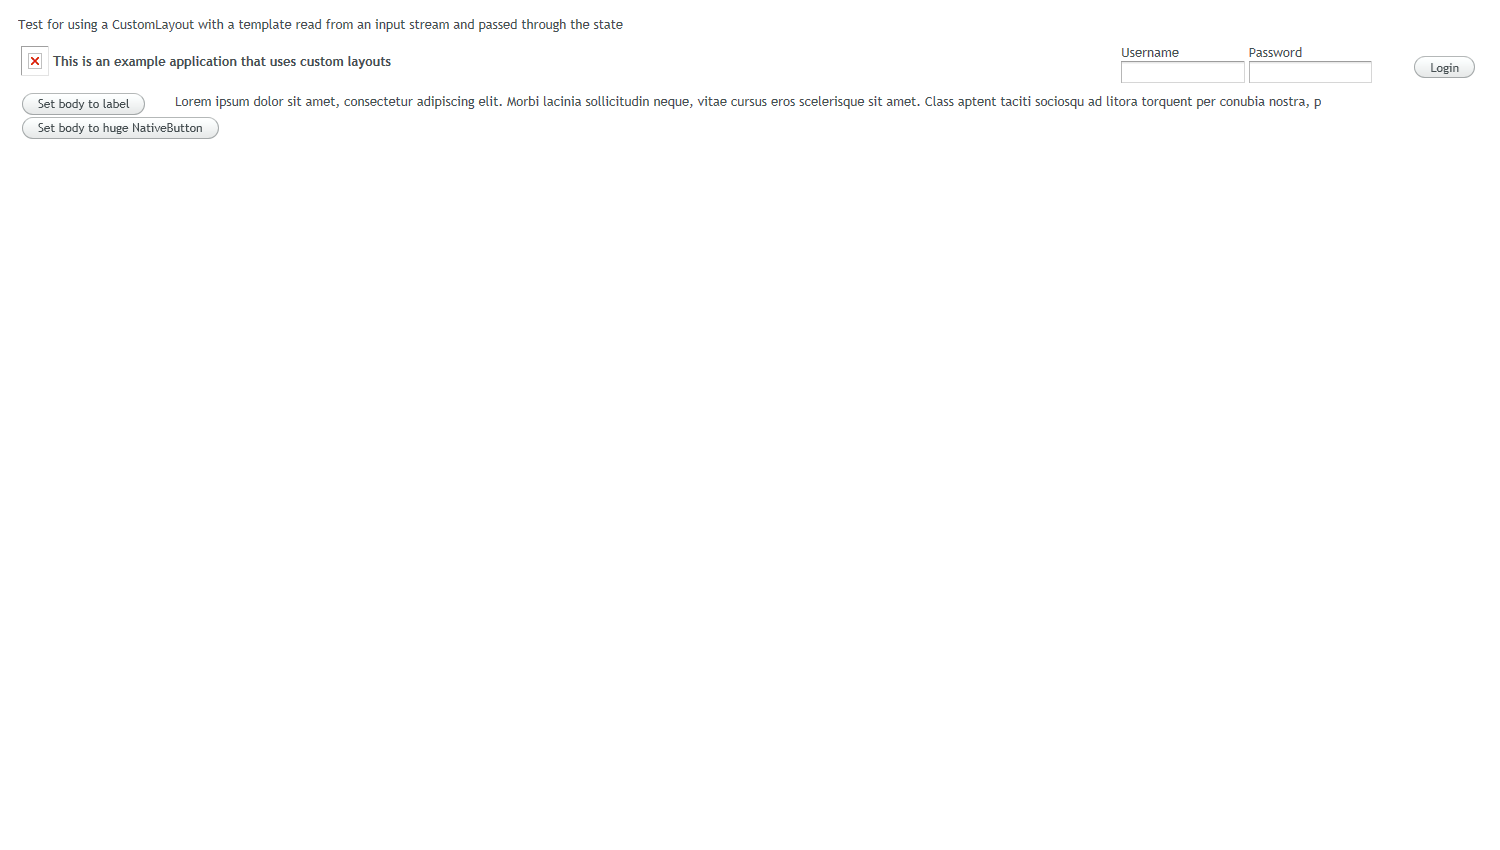 Test for using a CustomLayout with a template read from an input stream and passed through the state
This is an example application that uses custom layouts
Username
Password
Login
Set body to label
Lorem ipsum dolor sit amet, consectetur adipiscing elit. Morbi lacinia sollicitudin neque, vitae cursus eros scelerisque sit amet. Class aptent taciti sociosqu ad litora torquent per conubia nostra, p
Set body to huge NativeButton